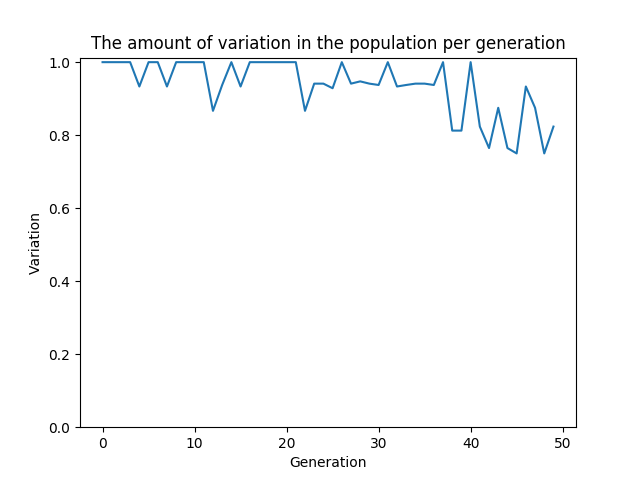 The amount of variation in the population per generation
1.0
0.8
0.6
0.4
0.2
0.0
Variation
0 10 20 30 40 50
Generation